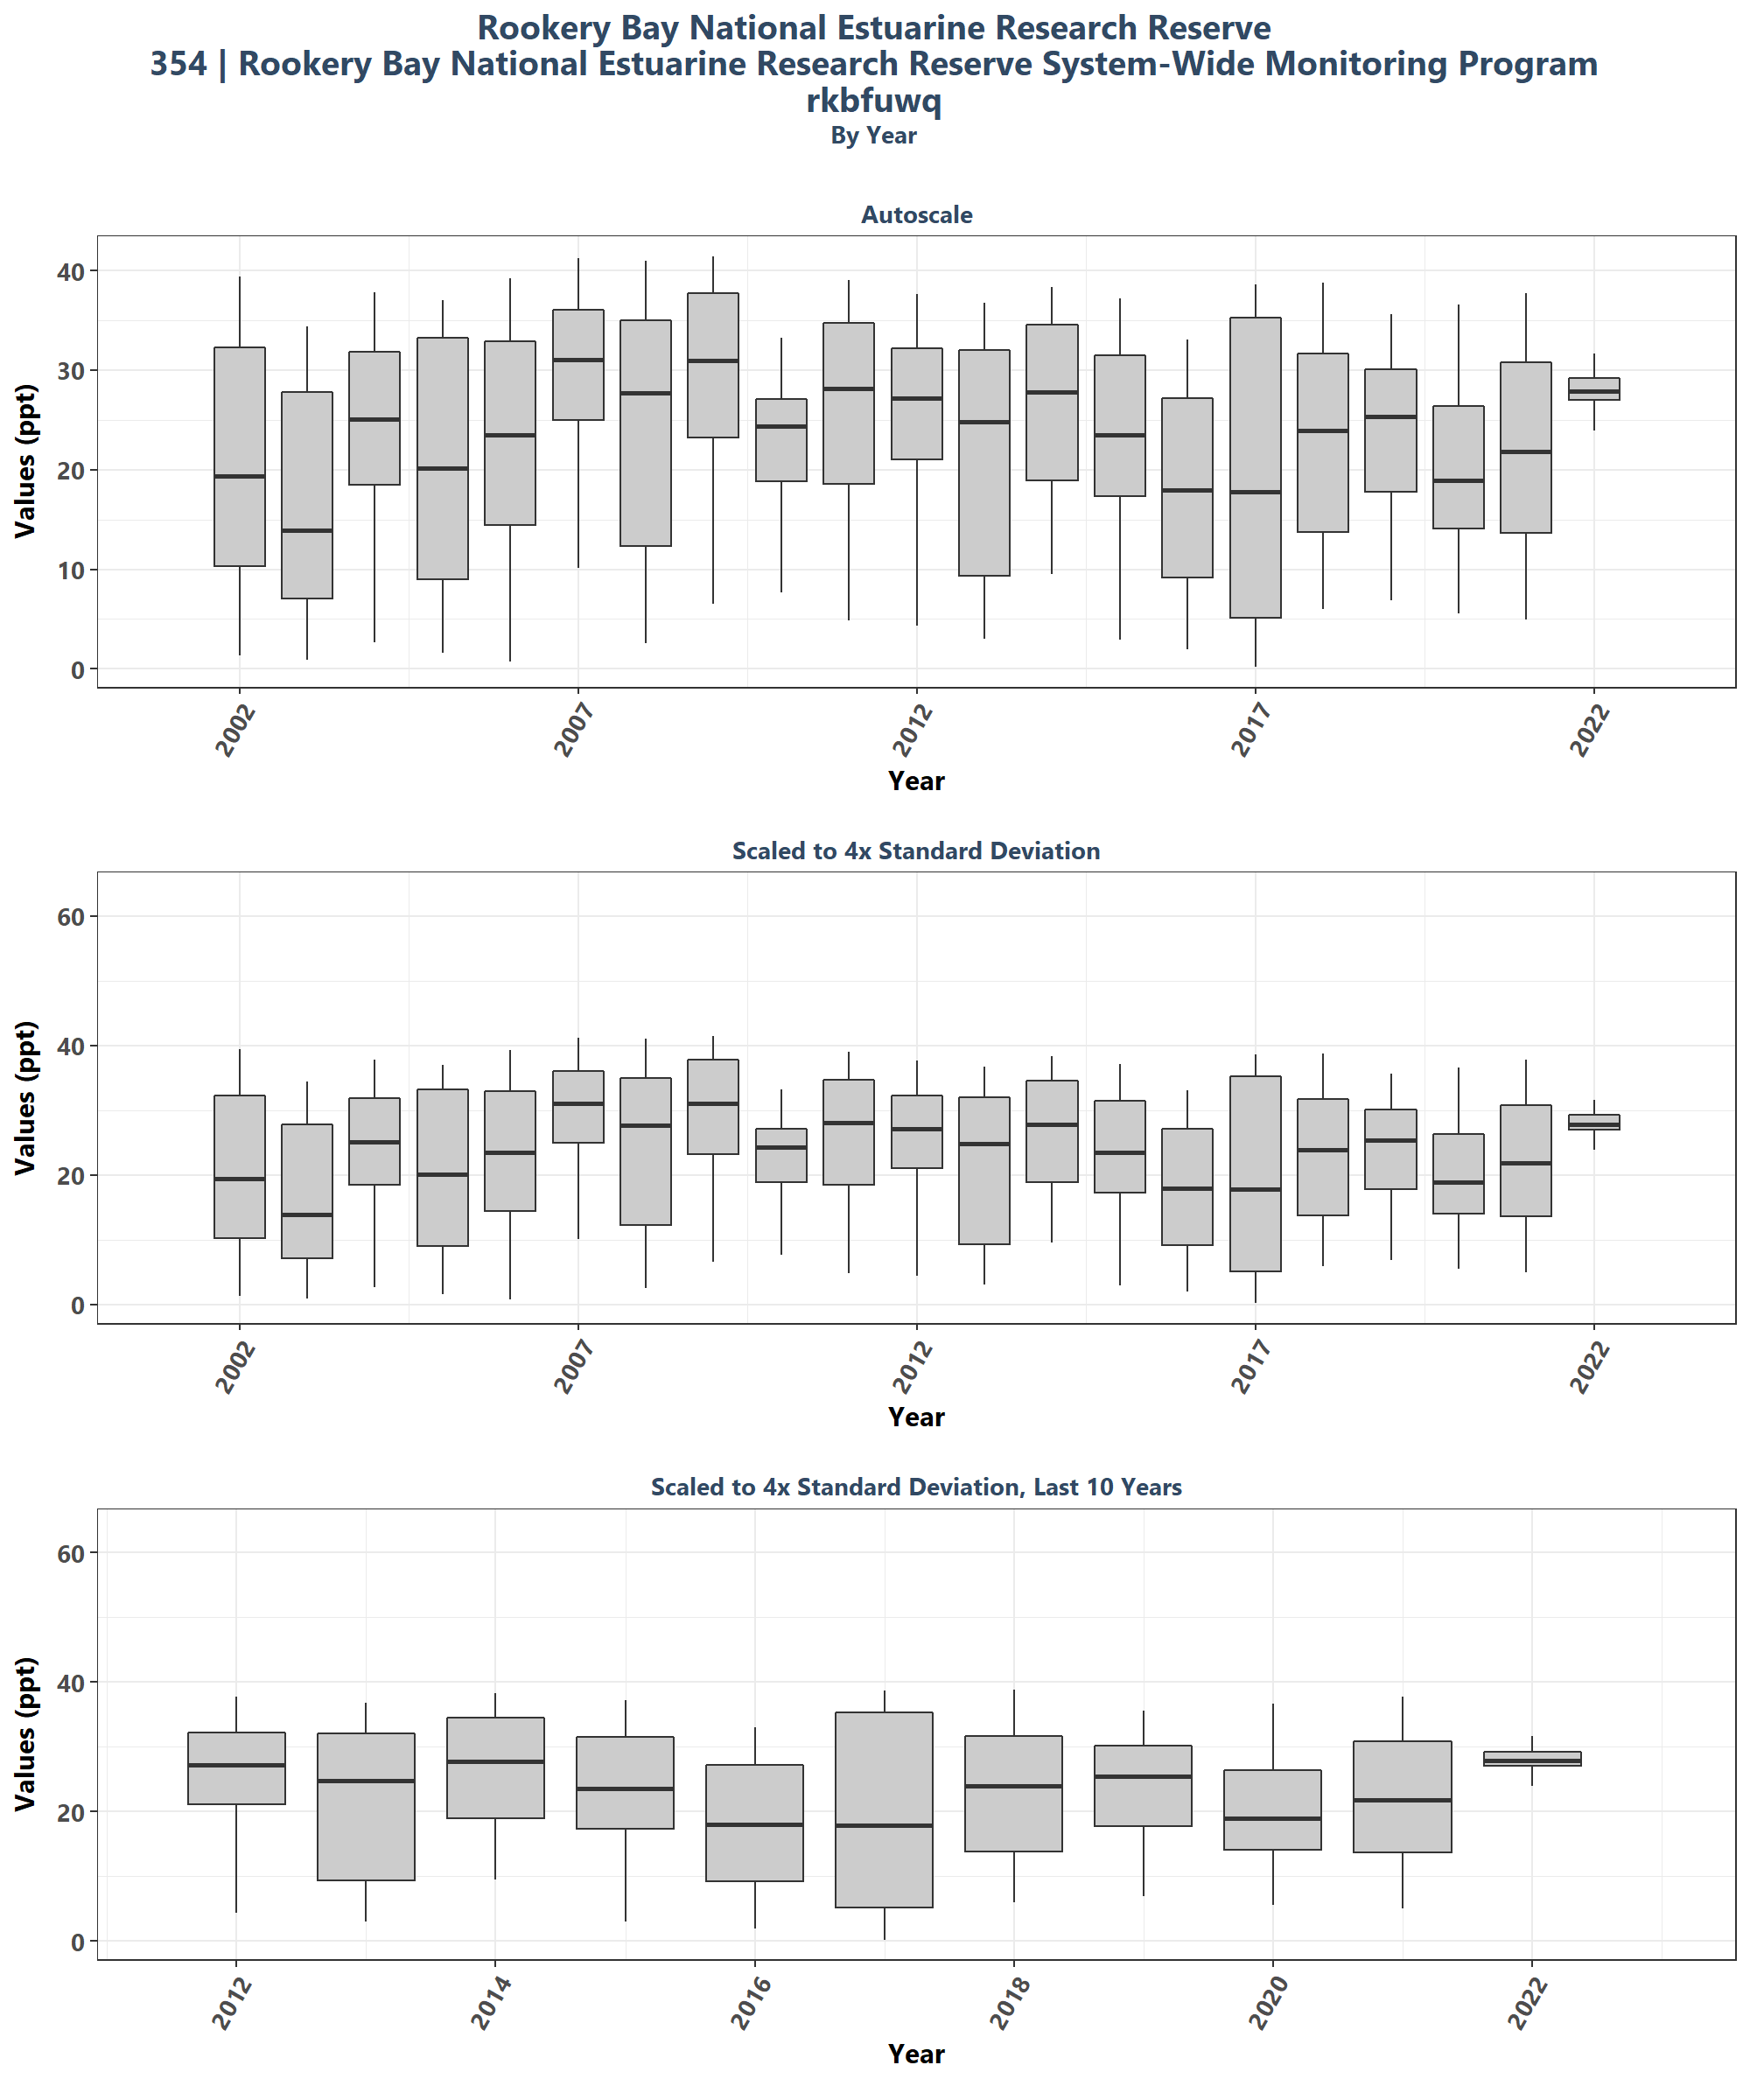 Rookery Bay National Estuarine Research Reserve
354 | Rookery Bay National Estuarine Research Reserve System-Wide Monitoring Program
rkbfuwq
By Year
Autoscale
Values (ppt)
40
30
20
10
0
2002
2007
2012
2017
2022
Year
Scaled to 4x Standard Deviation
Values (ppt)
60
40
20
0
2002
2007
2012
2017
2022
Year
Scaled to 4x Standard Deviation, Last 10 Years
Values (ppt)
60
40
20
0
2012
2014
2016
2018
2020
2022
Year